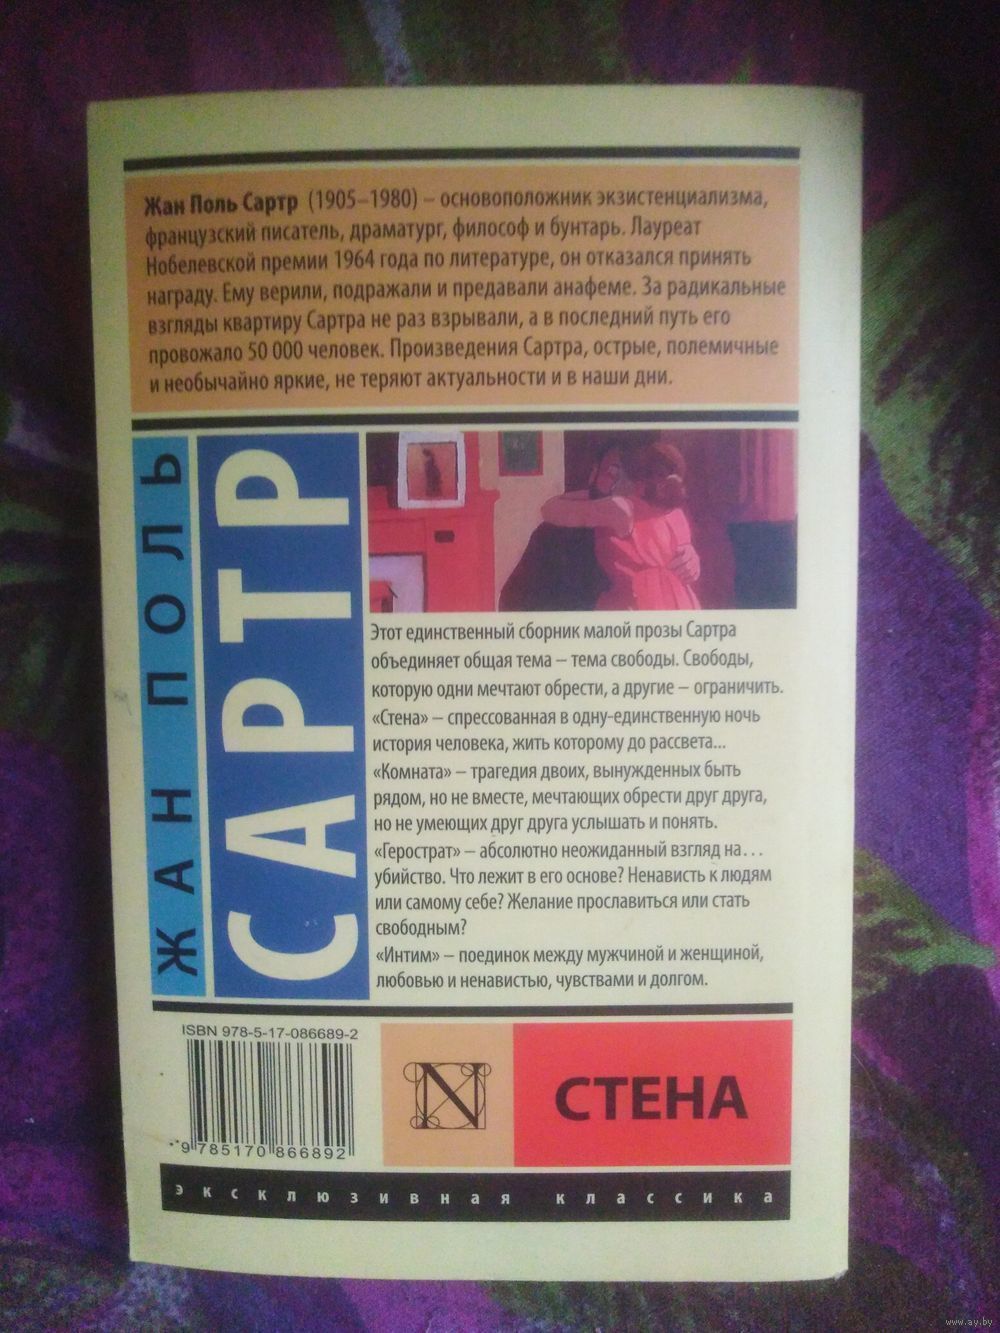 Жан Поль Сартр (1905–1980) – основоположник экзистенциализма,
французский писатель, драматург, философ и бунтарь. Лауреат
Нобелевской премии 1964 года по литературе, он отказался принять
награду. Ему верили, подражали и предавали анафеме. За радикальные
взгляды квартиру Сартра не раз взрывали, а в последний путь его
провожало 50 000 человек. Произведения Сартра, острые, полемичные
и необычайно яркие, не теряют актуальности и в наши дни.
ЖАН ПОЛЬ
САРТР
Этот единственный сборник малой прозы Сартра
объединяет общая тема – тема свободы. Свободы,
которую одни мечтают обрести, а другие – ограничить.
«Стена» – спрессованная в одну-единственную ночь
история человека, жить которому до рассвета...
«Комната» – трагедия двоих, вынужденных быть
рядом, но не вместе, мечтающих обрести друг друга,
но не умеющих друг друга услышать и понять.
«Герострат» – абсолютно неожиданный взгляд на...
убийство. Что лежит в его основе? Ненависть к людям
или самому себе? Желание прославиться или стать
свободным?
«Интим» – поединок между мужчиной и женщиной,
любовью и ненавистью, чувствами и долгом.
ISBN 978-5-17-086689-2
9 785170 866892
N
СТЕНА
эксклюзивная классика
www.ay.by